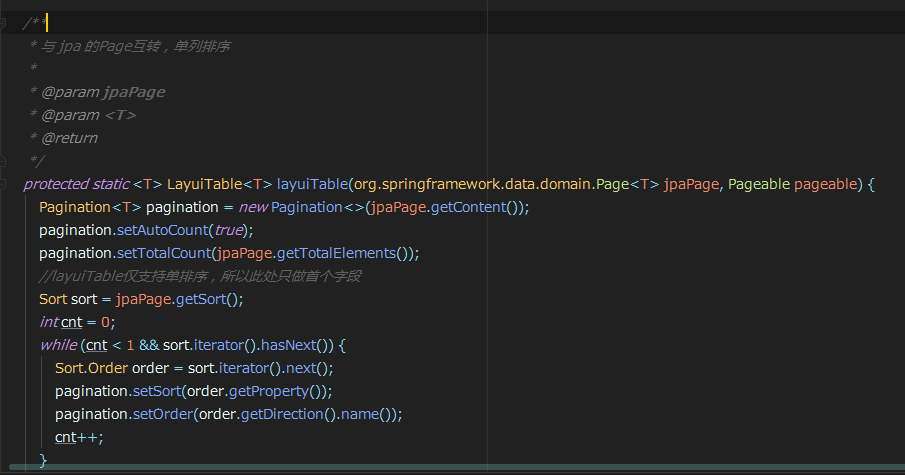 /**
* 与 jpa 的Page互转，单列排序
*
* @param jpaPage
* @param <T>
* @return
*/
protected static <T> LayuiTable<T> layuiTable(org.springframework.data.domain.Page<T> jpaPage, Pageable pageable) {
Pagination<T> pagination = new Pagination<>(jpaPage.getContent());
pagination.setAutoCount(true);
pagination.setTotalCount(jpaPage.getTotalElements());
//layuiTable仅支持单排序，所以此处只做首个字段
Sort sort = jpaPage.getSort();
int cnt = 0;
while (cnt < 1 && sort.iterator().hasNext()) {
Sort.Order order = sort.iterator().next();
pagination.setSort(order.getProperty());
pagination.setOrder(order.getDirection().name());
cnt++;
}